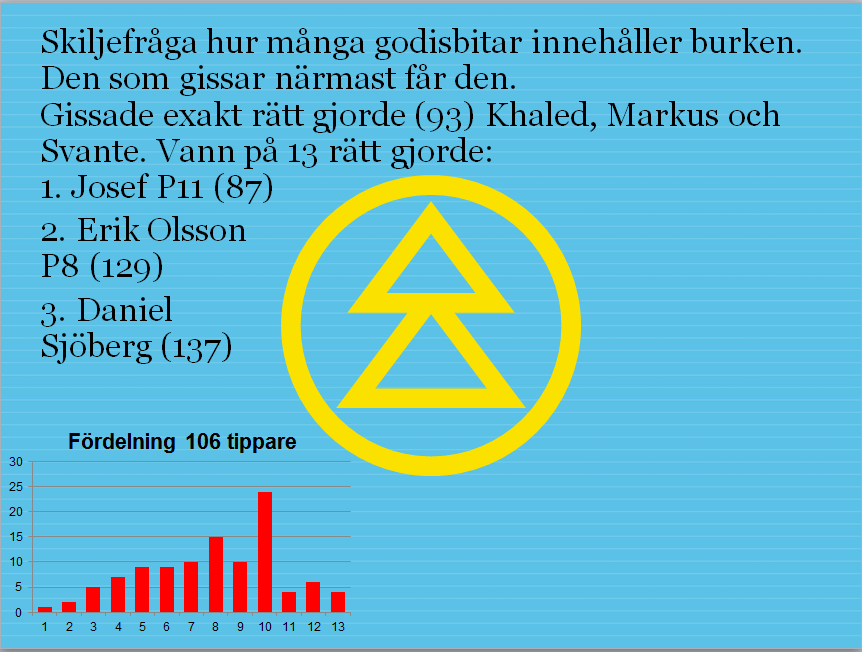 Skiljefråga hur många godisbitar innehåller burken.
Den som gissar närmast får den.
Gissade exakt rätt gjorde (93) Khaled, Markus och
Svante. Vann på 13 rätt gjorde:
1. Josef P11 (87)
2. Erik Olsson
P8 (129)
3. Daniel
Sjöberg (137)
Fördelning 106 tippare
30
25
20
15
10
5
0
1 2 3 4 5 6 7 8 9 10 11 12 13